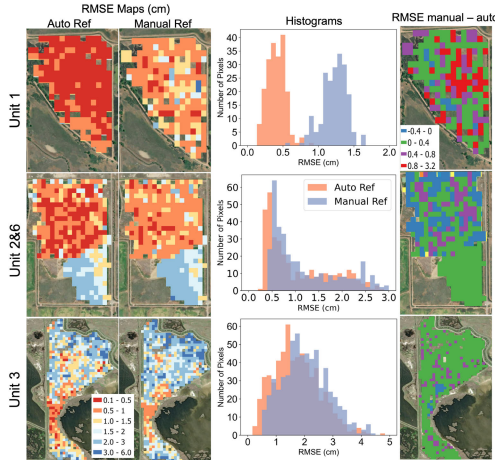 RMSE Maps (cm)
Auto Ref
Manual Ref
Histograms
RMSE manual – auto
Unit 1
Number of Pixels
40
35
30
25
20
15
10
5
0
0.0 0.5 1.0 1.5 2.0
RMSE (cm)
-0.4 - 0
0 - 0.4
0.4 - 0.8
0.8 - 3.2
Unit 2&6
Number of Pixels
60
50
40
30
20
10
0
0.0 0.5 1.0 1.5 2.0 2.5 3.0
RMSE (cm)
Auto Ref
Manual Ref
Unit 3
0.1 - 0.5
0.5 - 1
1.0 - 1.5
1.5 - 2
2.0 - 3
3.0 - 6.0
Number of Pixels
60
50
40
30
20
10
0
0 1 2 3 4 5
RMSE (cm)